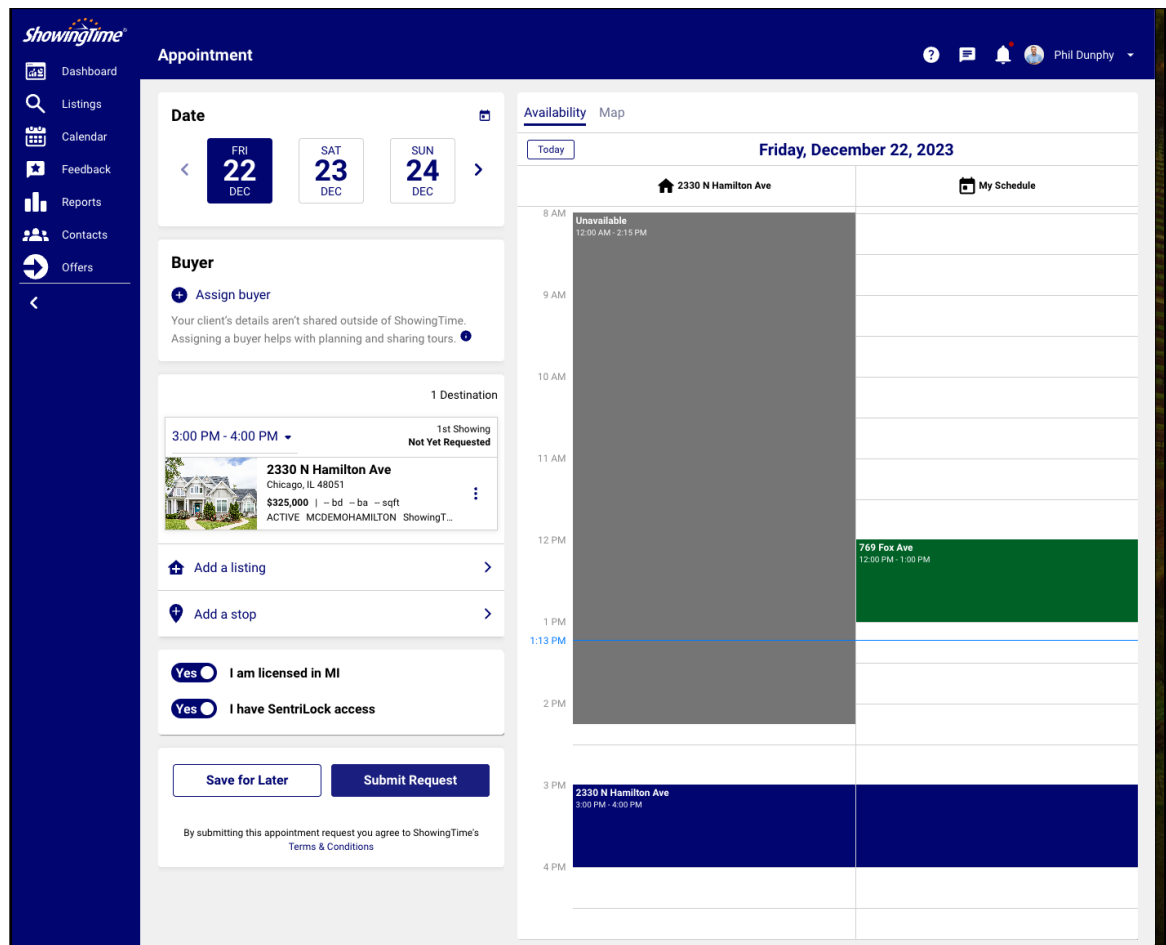 ShowingTime®
Dashboard
Listings
Calendar
Feedback
Reports
Contacts
Offers
Appointment
Phil Dunphy
Date
FRI
22
DEC
SAT
23
DEC
SUN
24
DEC
Buyer
Assign buyer
Your client's details aren't shared outside of ShowingTime.
Assigning a buyer helps with planning and sharing tours.
1 Destination
3:00 PM - 4:00 PM
1st Showing
Not Yet Requested
2330 N Hamilton Ave
Chicago, IL 48051
$325,000 | -- bd -- ba -- sqft
ACTIVE MCDEMOHAMILTON ShowingT...
Add a listing
Add a stop
Yes I am licensed in MI
Yes I have SentriLock access
Save for Later Submit Request
By submitting this appointment request you agree to ShowingTime's
Terms & Conditions
Availability Map
Today Friday, December 22, 2023
2330 N Hamilton Ave My Schedule
8 AM
Unavailable
12:00 AM - 2:15 PM
9 AM
10 AM
11 AM
12 PM
769 Fox Ave
12:00 PM - 1:00 PM
1 PM
1:13 PM
2 PM
3 PM
2330 N Hamilton Ave
3:00 PM - 4:00 PM
4 PM